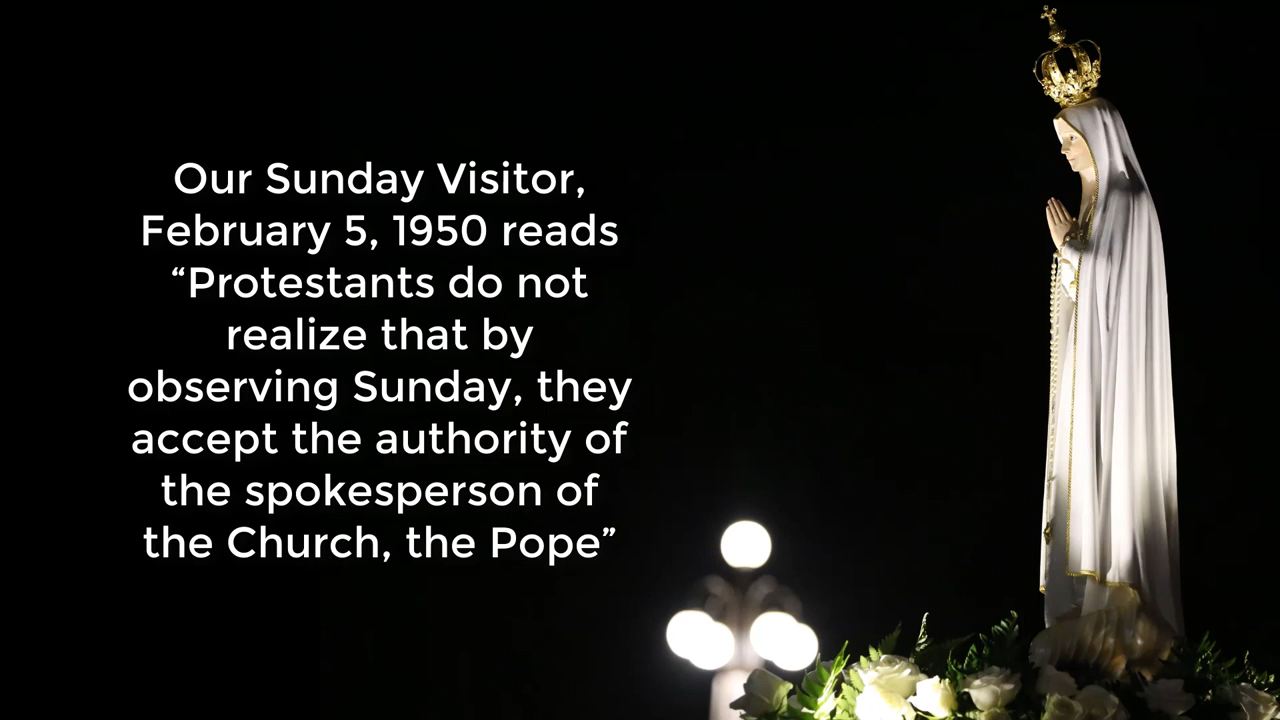 Our Sunday Visitor,
February 5, 1950 reads
“Protestants do not
realize that by
observing Sunday, they
accept the authority of
the spokesperson of
the Church, the Pope”